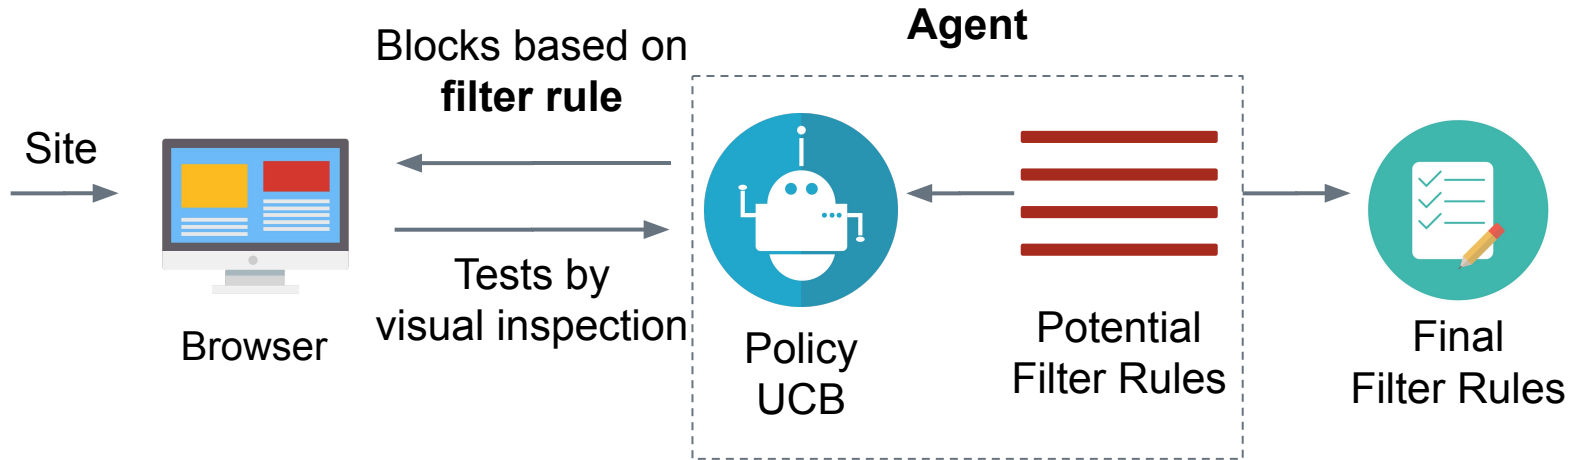 Site
Browser
Blocks based on
filter rule
Tests by
visual inspection
Agent
Policy
UCB
Potential
Filter Rules
Final
Filter Rules